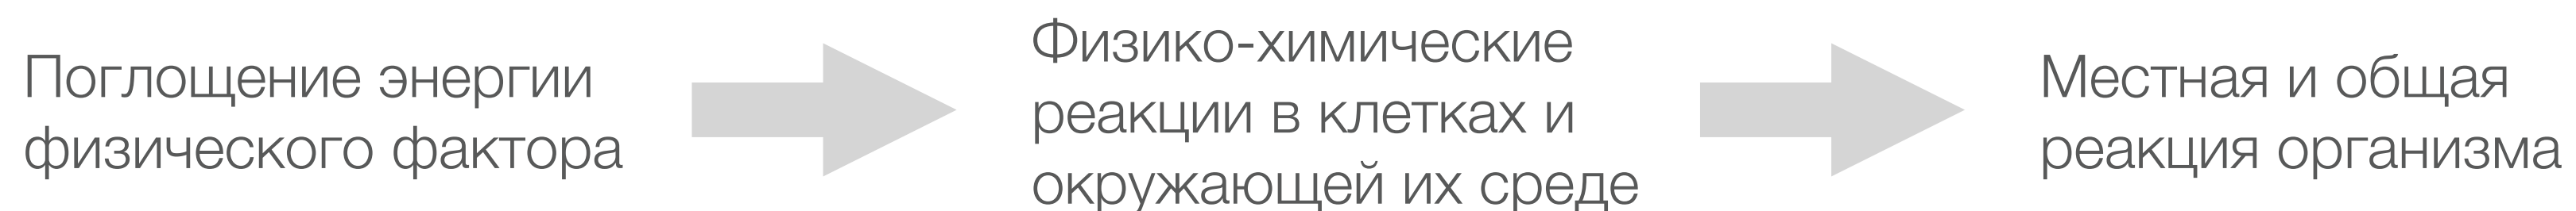 Поглощение энергии
физического фактора
Физико-химические
реакции в клетках и
окружающей их среде
Местная и общая
реакция организма